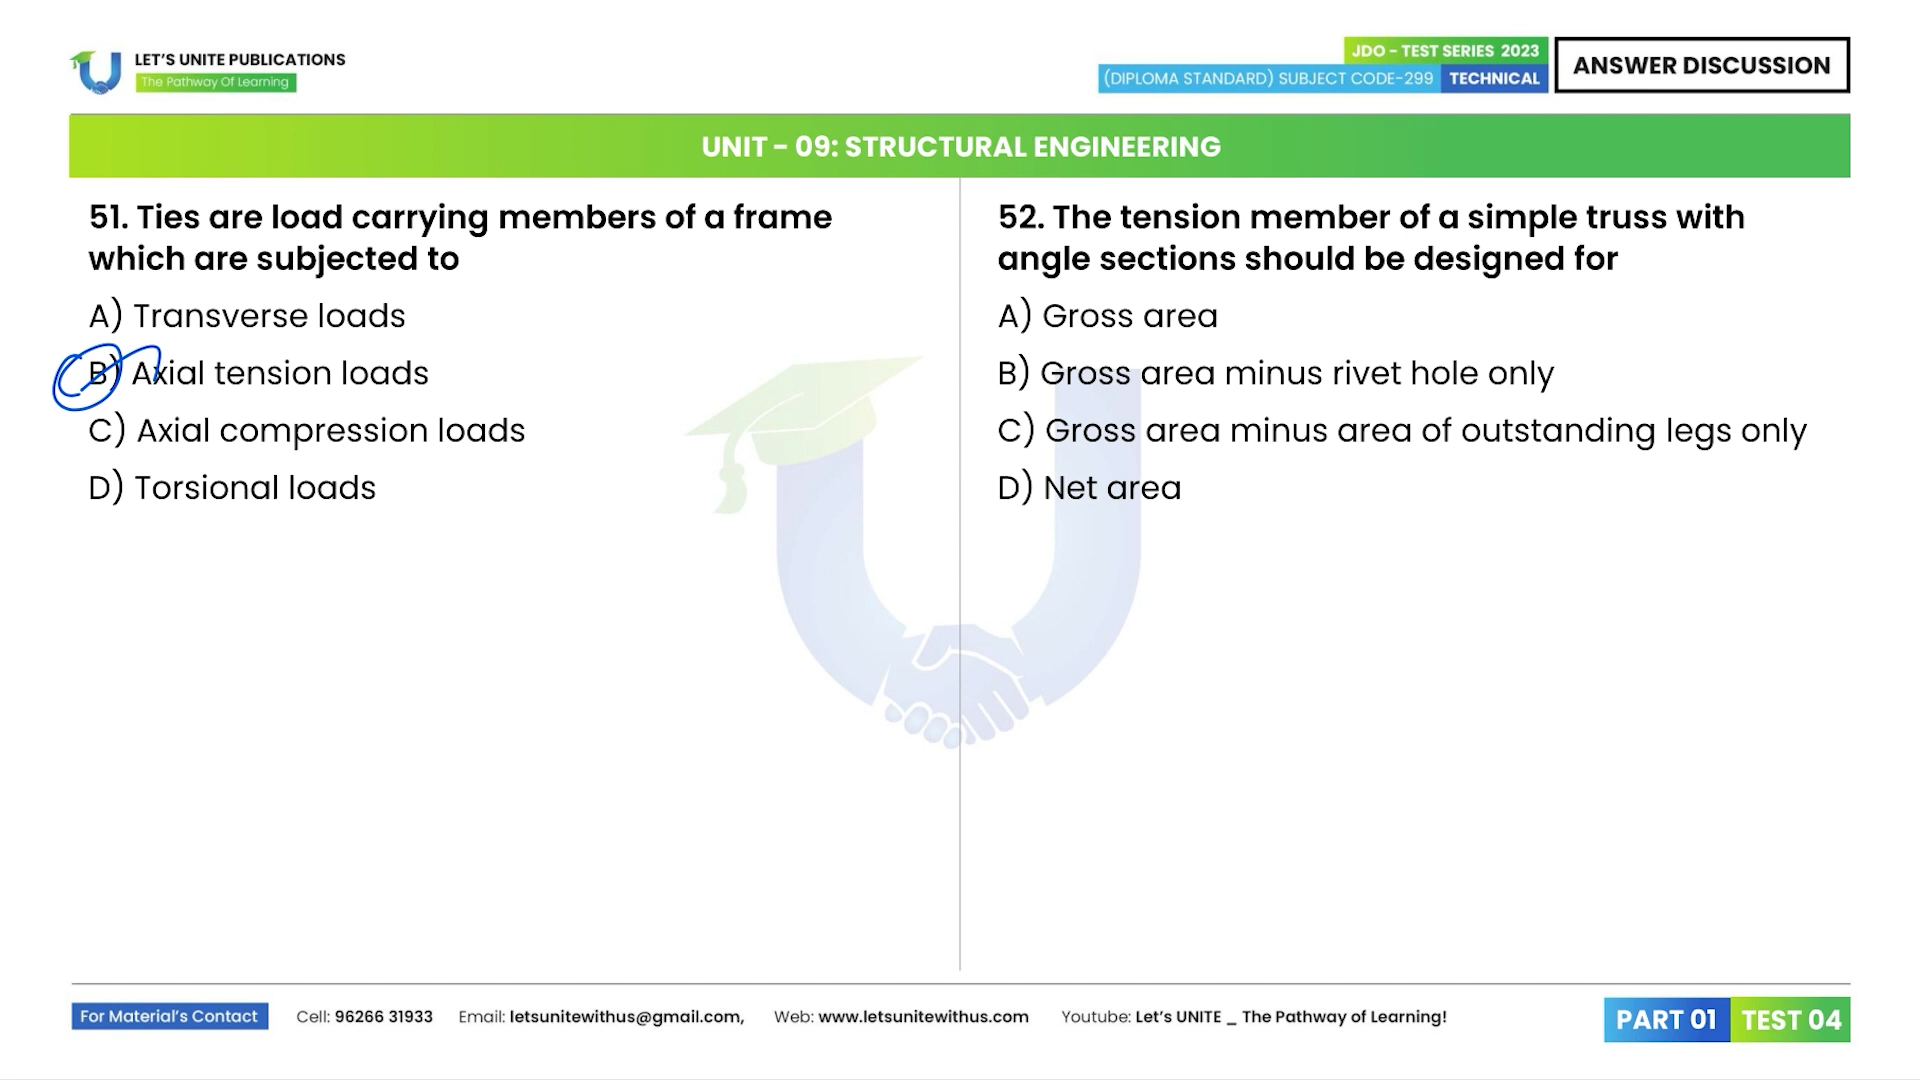 LET'S UNITE PUBLICATIONS
The Pathway Of Learning
JDO - TEST SERIES 2023
(DIPLOMA STANDARD) SUBJECT CODE-299 TECHNICAL
ANSWER DISCUSSION
UNIT - 09: STRUCTURAL ENGINEERING
51. Ties are load carrying members of a frame
which are subjected to
A) Transverse loads
B) Axial tension loads
C) Axial compression loads
D) Torsional loads
52. The tension member of a simple truss with
angle sections should be designed for
A) Gross area
B) Gross area minus rivet hole only
C) Gross area minus area of outstanding legs only
D) Net area
For Material's Contact Cell: 96266 31933 Email: letsunitewithus@gmail.com, Web: www.letsunitewithus.com Youtube: Let's UNITE _ The Pathway of Learning!
PART 01 TEST 04